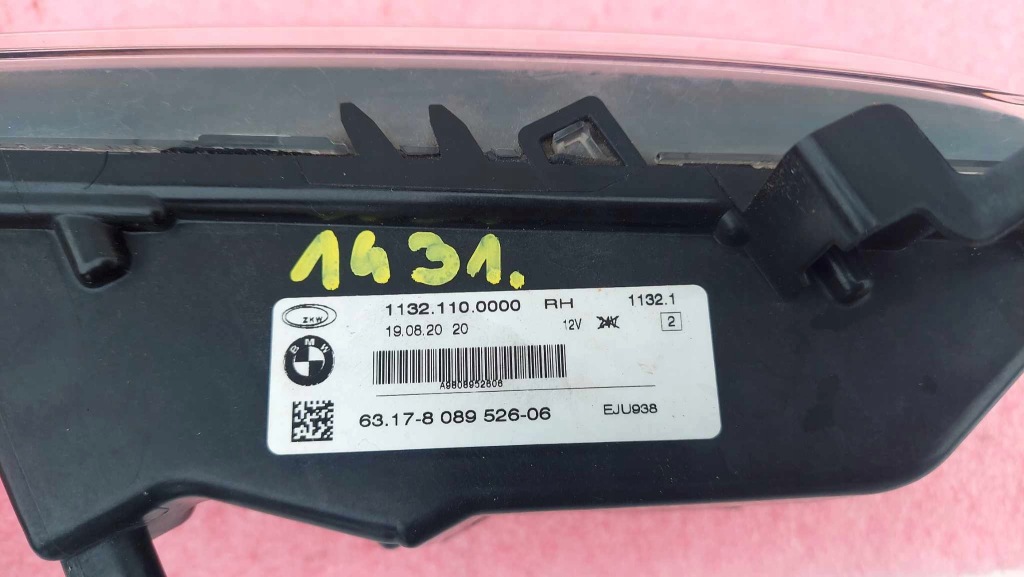 1431.
ZKW
1132.110.0000 RH 1132.1
19.08.20 20 12V 2
BMW
A9808952606
63.17-8 089 526-06 EJU938